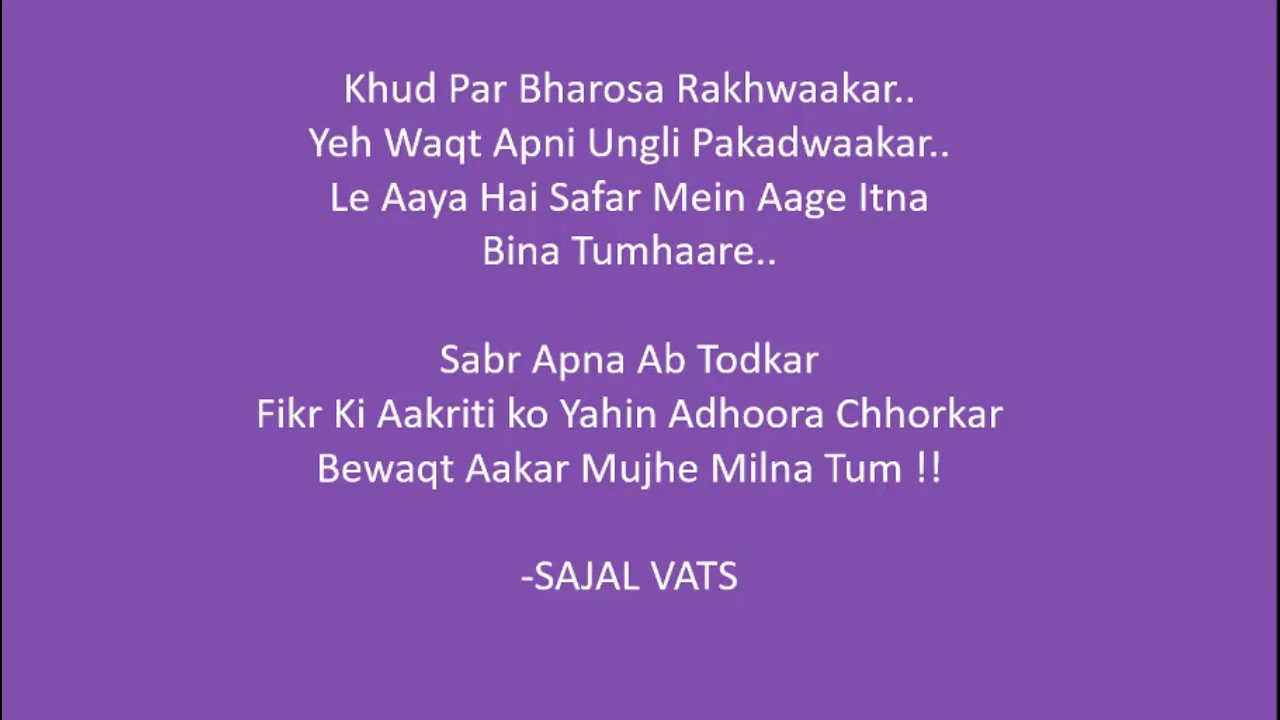 Khud Par Bharosa Rakhwaakar..
Yeh Waqt Apni Ungli Pakadwaakar..
Le Aaya Hai Safar Mein Aage Itna
Bina Tumhaare..
Sabr Apna Ab Todkar
Fikr Ki Aakriti ko Yahin Adhoora Chhorkar
Bewaqt Aakar Mujhe Milna Tum !!
-SAJAL VATS